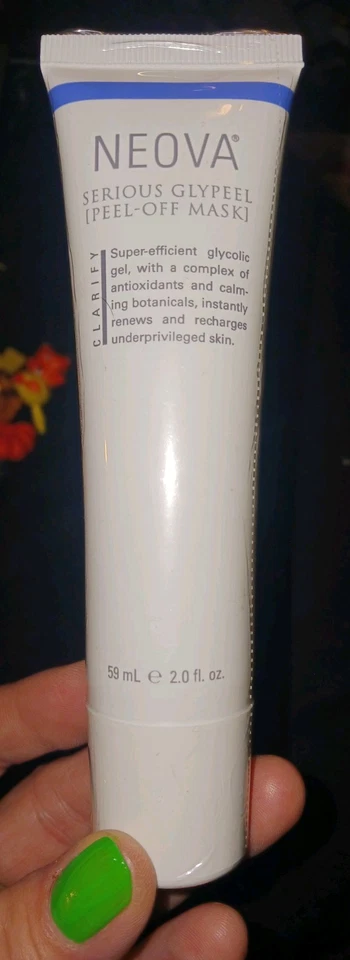 NEOVA®
SERIOUS GLYPEEL
[PEEL-OFF MASK]
CLARIFY
Super-efficient glycolic
gel, with a complex of
antioxidants and calm-
ing botanicals, instantly
renews and recharges
underprivileged skin.
59 mL ℮ 2.0 fl. oz.